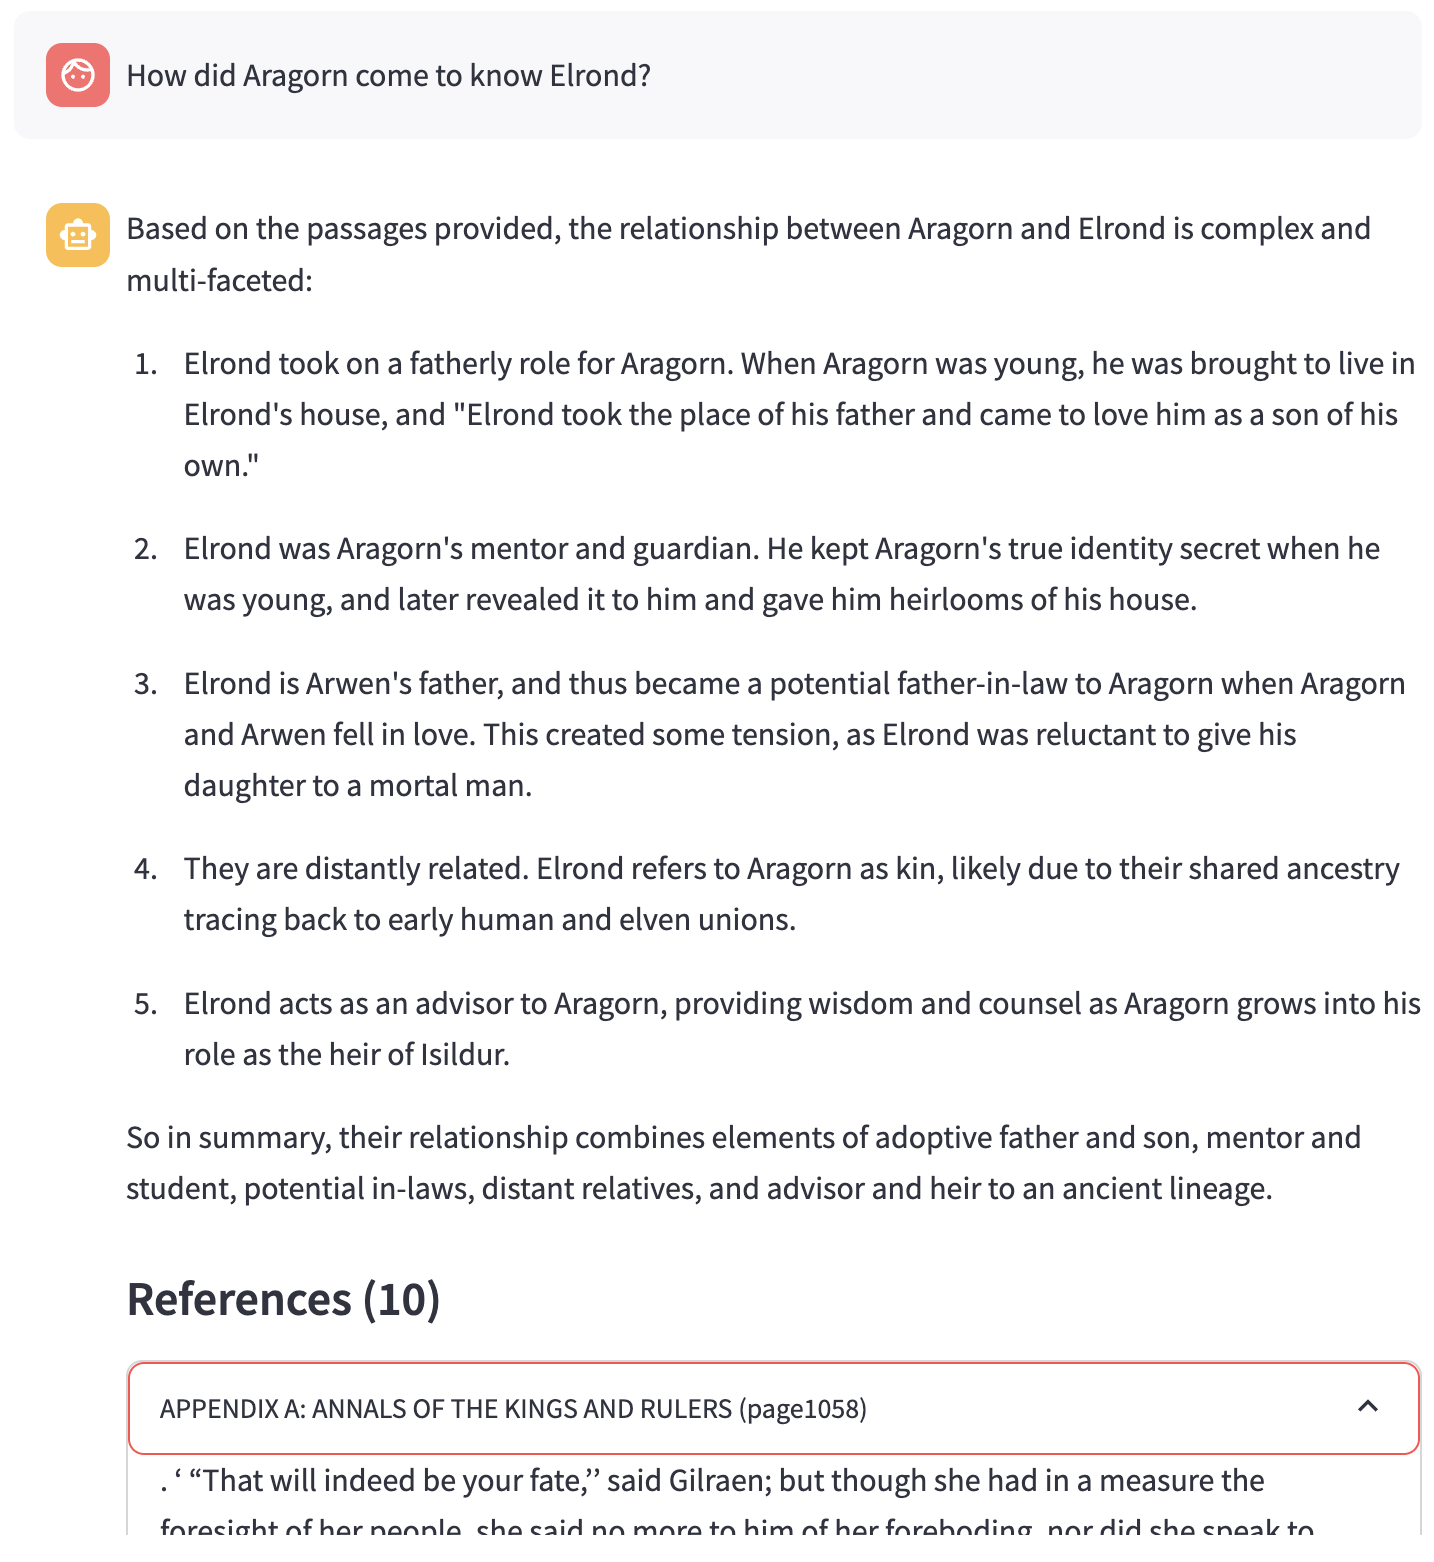 How did Aragorn come to know Elrond?
Based on the passages provided, the relationship between Aragorn and Elrond is complex and
multi-faceted:
1. Elrond took on a fatherly role for Aragorn. When Aragorn was young, he was brought to live in
Elrond's house, and "Elrond took the place of his father and came to love him as a son of his
own."
2. Elrond was Aragorn's mentor and guardian. He kept Aragorn's true identity secret when he
was young, and later revealed it to him and gave him heirlooms of his house.
3. Elrond is Arwen's father, and thus became a potential father-in-law to Aragorn when Aragorn
and Arwen fell in love. This created some tension, as Elrond was reluctant to give his
daughter to a mortal man.
4. They are distantly related. Elrond refers to Aragorn as kin, likely due to their shared ancestry
tracing back to early human and elven unions.
5. Elrond acts as an advisor to Aragorn, providing wisdom and counsel as Aragorn grows into his
role as the heir of Isildur.
So in summary, their relationship combines elements of adoptive father and son, mentor and
student, potential in-laws, distant relatives, and advisor and heir to an ancient lineage.
References (10)
APPENDIX A: ANNALS OF THE KINGS AND RULERS (page1058)
. ‘ “That will indeed be your fate,’’ said Gilraen; but though she had in a measure the
foresight of her people, she said no more to him of her foreboding, nor did she speak to